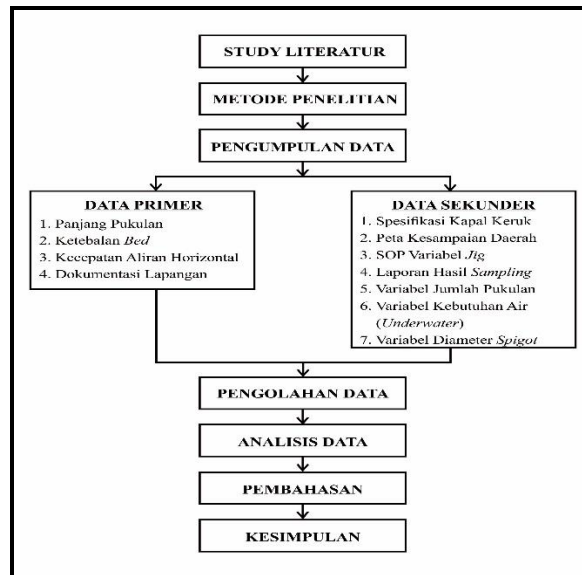 STUDY LITERATUR
METODE PENELITIAN
PENGUMPULAN DATA
DATA PRIMER
1. Panjang Pukulan
2. Ketebalan Bed
3. Kecepatan Aliran Horizontal
4. Dokumentasi Lapangan
DATA SEKUNDER
1. Spesifikasi Kapal Keruk
2. Peta Kesampaian Daerah
3. SOP Variabel Jig
4. Laporan Hasil Sampling
5. Variabel Jumlah Pukulan
6. Variabel Kebutuhan Air
(Underwater)
7. Variabel Diameter Spigot
PENGOLAHAN DATA
ANALISIS DATA
PEMBAHASAN
KESIMPULAN